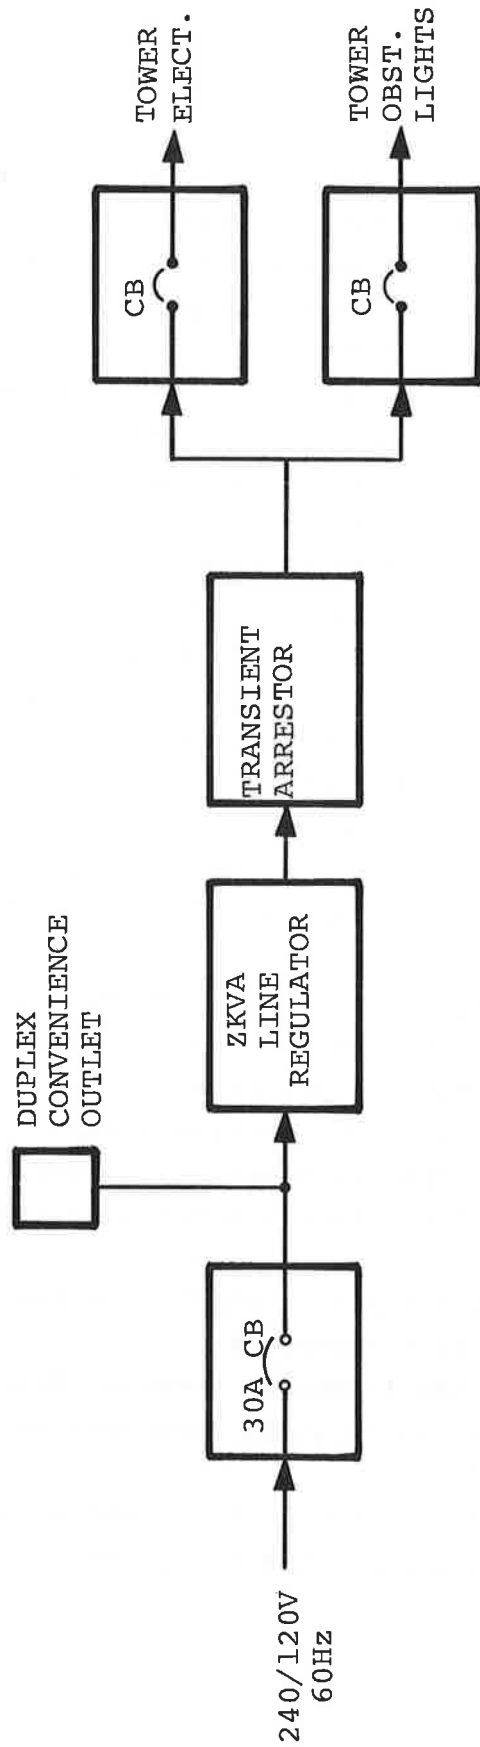 240/120V
60Hz
30A CB
DUPLEX
CONVENIENCE
OUTLET
ZKVA
LINE
REGULATOR
TRANSIENT
ARRESTOR
CB
TOWER
ELECT.
CB
TOWER
OBST.
LIGHTS